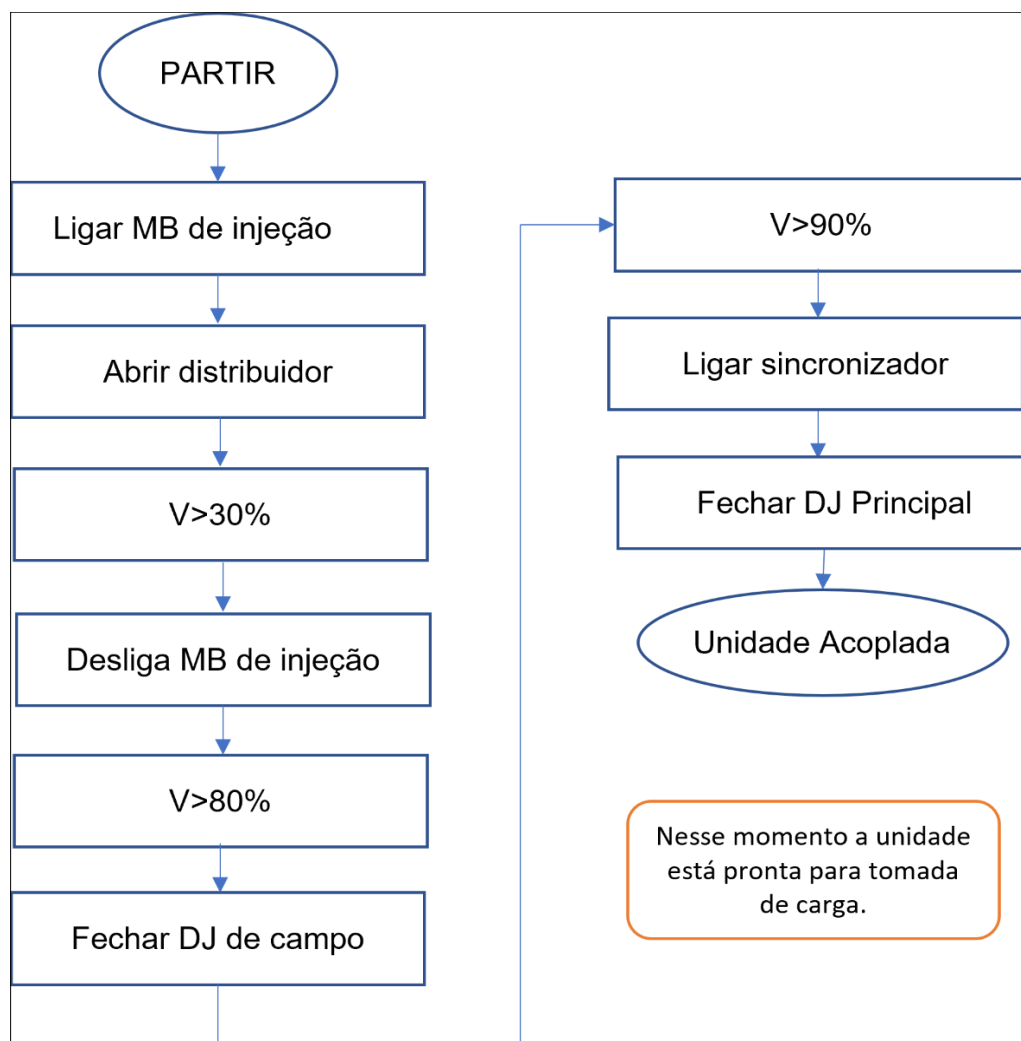 PARTIR
Ligar MB de injeção
Abrir distribuidor
V>30%
Desliga MB de injeção
V>80%
Fechar DJ de campo
V>90%
Ligar sincronizador
Fechar DJ Principal
Unidade Acoplada
Nesse momento a unidade
está pronta para tomada
de carga.